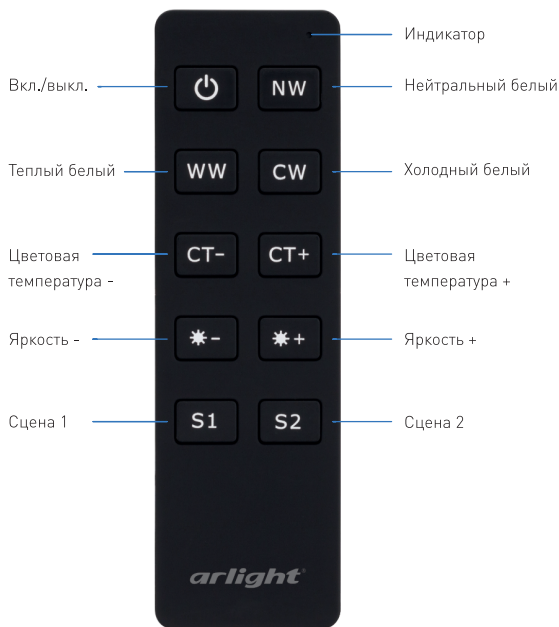 Индикатор
Вкл./выкл.
NW
Нейтральный белый
Теплый белый
WW
CW
Холодный белый
Цветовая
температура -
CT-
CT+
Цветовая
температура +
Яркость -
-
+
Яркость +
Сцена 1
S1
S2
Сцена 2
arlight